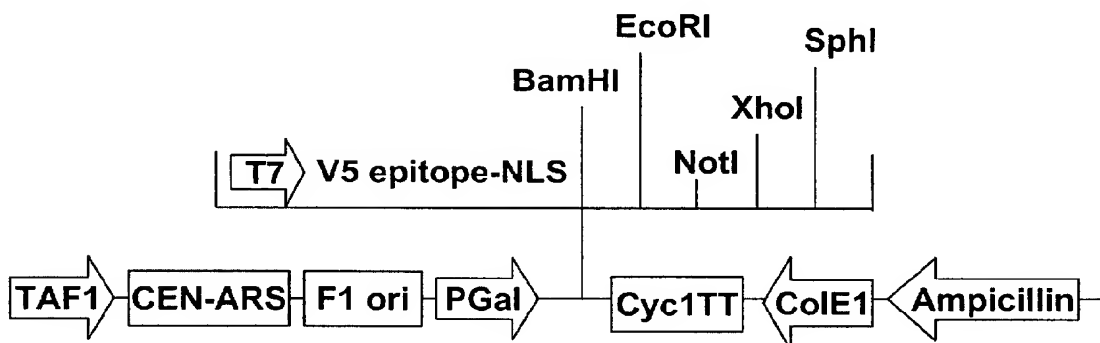 EcoRI
SphI
BamHI
XhoI
T7 V5 epitope-NLS NotI
TAF1 CEN-ARS F1 ori PGal Cyc1TT ColE1 Ampicillin